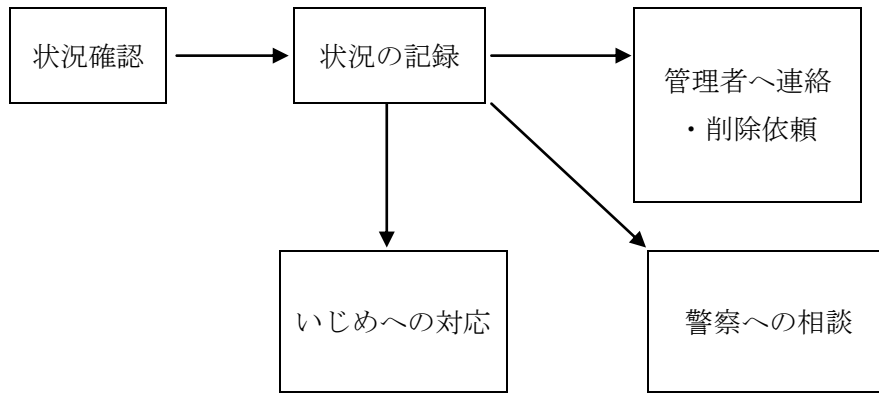 状況確認
状況の記録
管理者へ連絡
・削除依頼
いじめへの対応
警察への相談